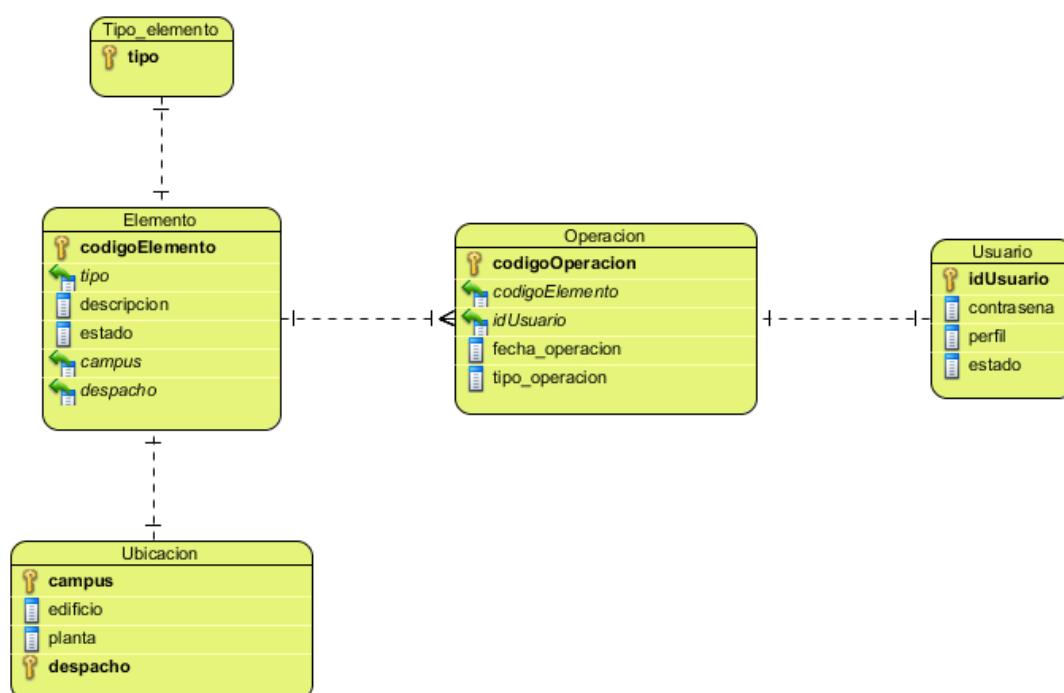 Tipo_elemento
tipo
Elemento
codigoElemento
tipo
descripcion
estado
campus
despacho
Operacion
codigoOperacion
codigoElemento
idUsuario
fecha_operacion
tipo_operacion
Usuario
idUsuario
contrasena
perfil
estado
Ubicacion
campus
edificio
planta
despacho